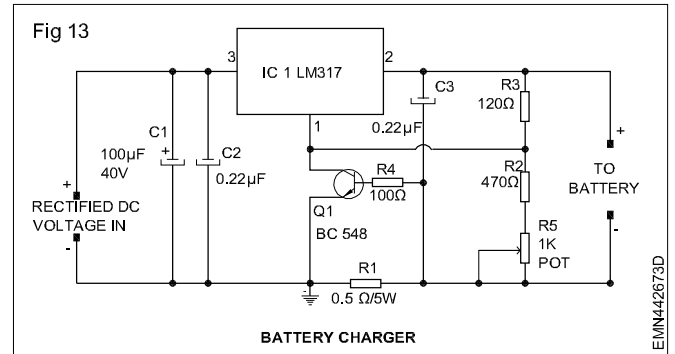 Fig 13
3
IC 1 LM317
2
1
C1
+
100µF
40V
C2
0.22µF
C3
0.22µF
R3
120Ω
R2
470Ω
R4
100Ω
Q1
BC 548
R5
1K
POT
R1
0.5 Ω/5W
+
RECTIFIED DC
VOLTAGE IN
-
+
TO
BATTERY
-
BATTERY CHARGER
EMN442673D